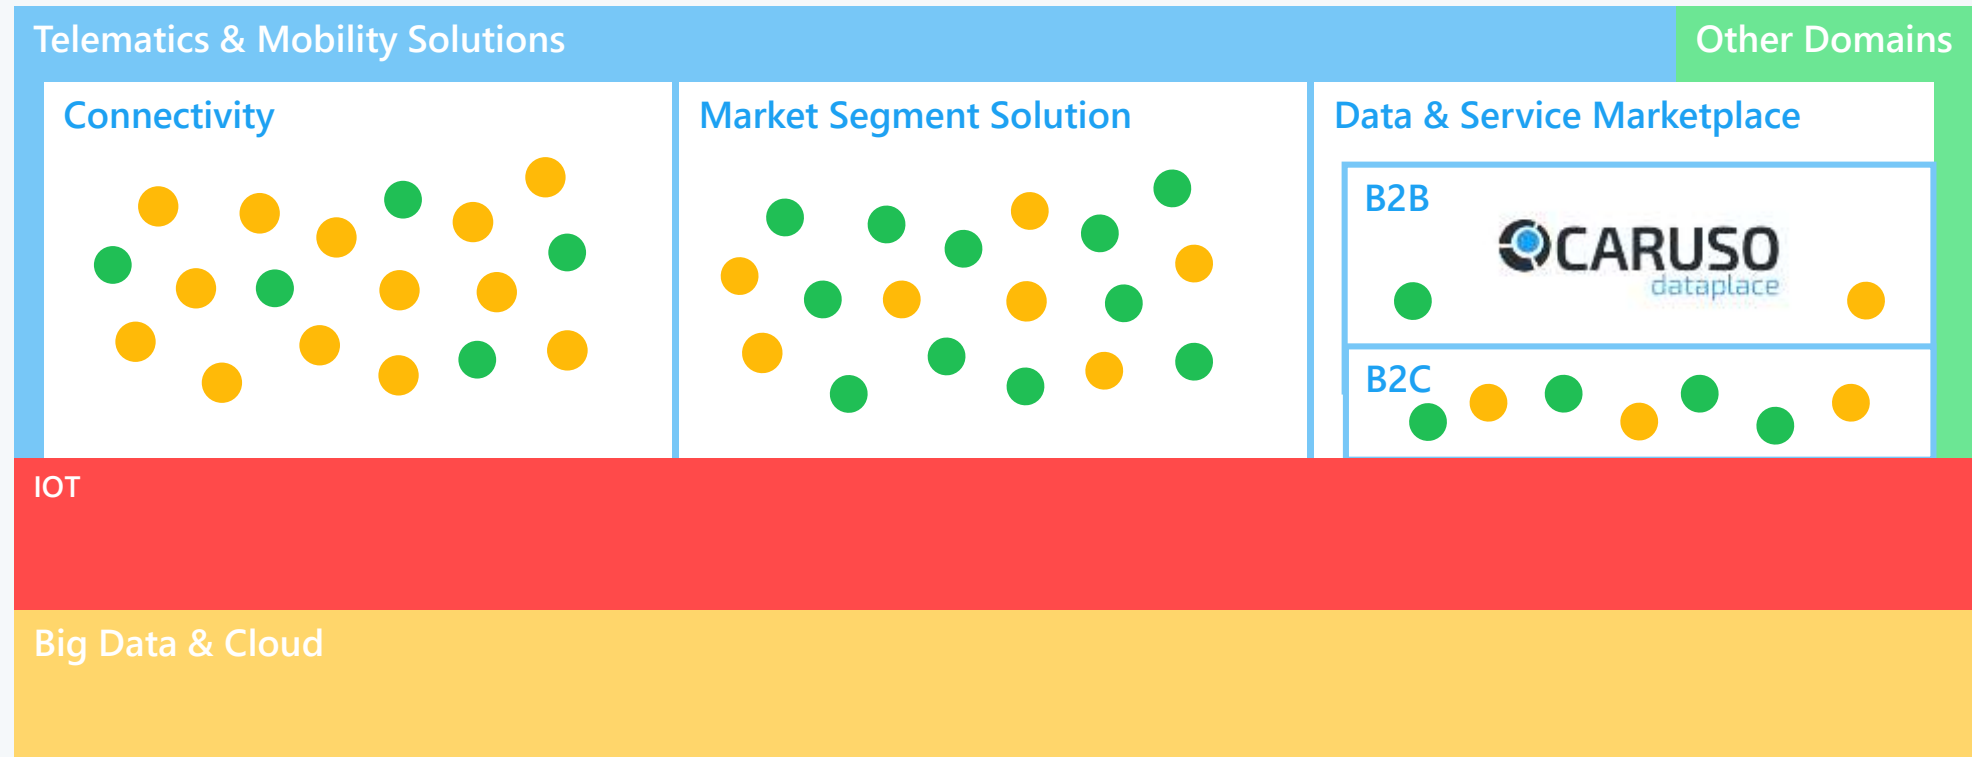 Telematics & Mobility Solutions
Other Domains
Connectivity
Market Segment Solution
Data & Service Marketplace
B2B
CARUSO
dataplace
B2C
IOT
Big Data & Cloud